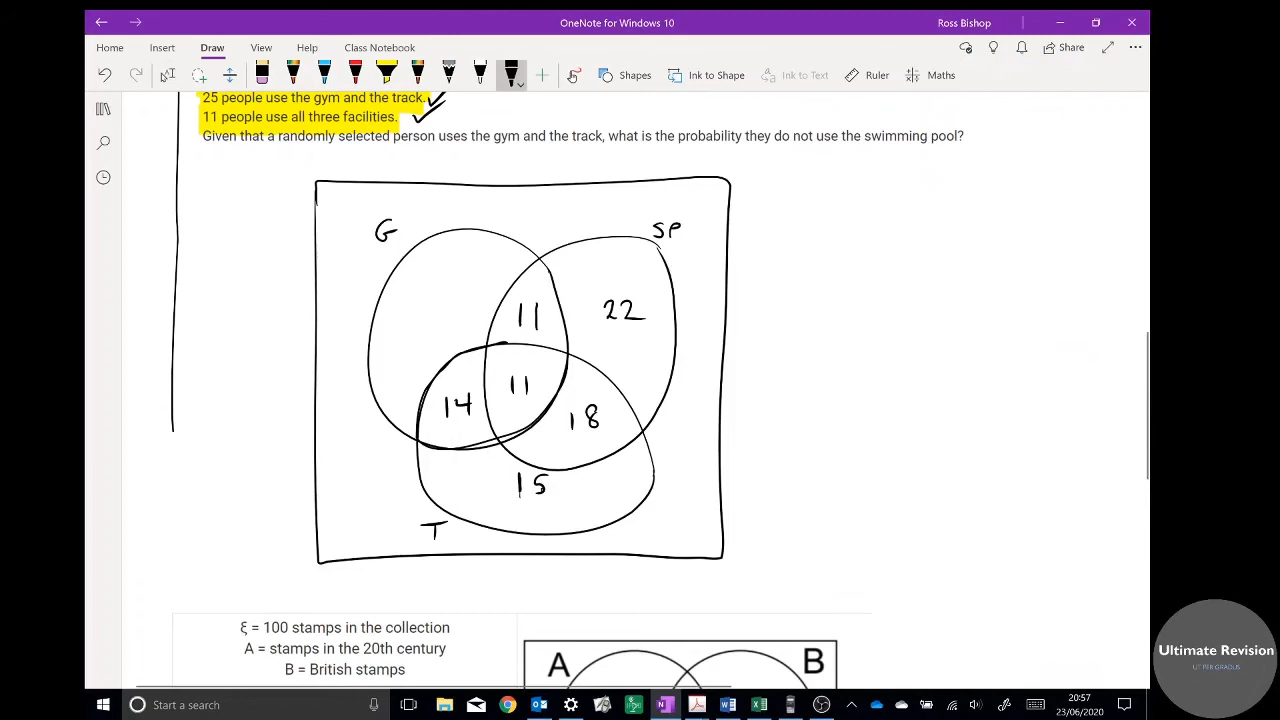 OneNote for Windows 10
Ross Bishop
Home Insert Draw View Help Class Notebook
Share
Shapes Ink to Shape Ink to Text Ruler Maths
25 people use the gym and the track.
11 people use all three facilities.
Given that a randomly selected person uses the gym and the track, what is the probability they do not use the swimming pool?
G
SP
11
22
14
11
18
15
T
ξ = 100 stamps in the collection
A = stamps in the 20th century
B = British stamps
A
B
Ultimate Revision
UT PER GRADUS
Start a search
20:57
23/06/2020